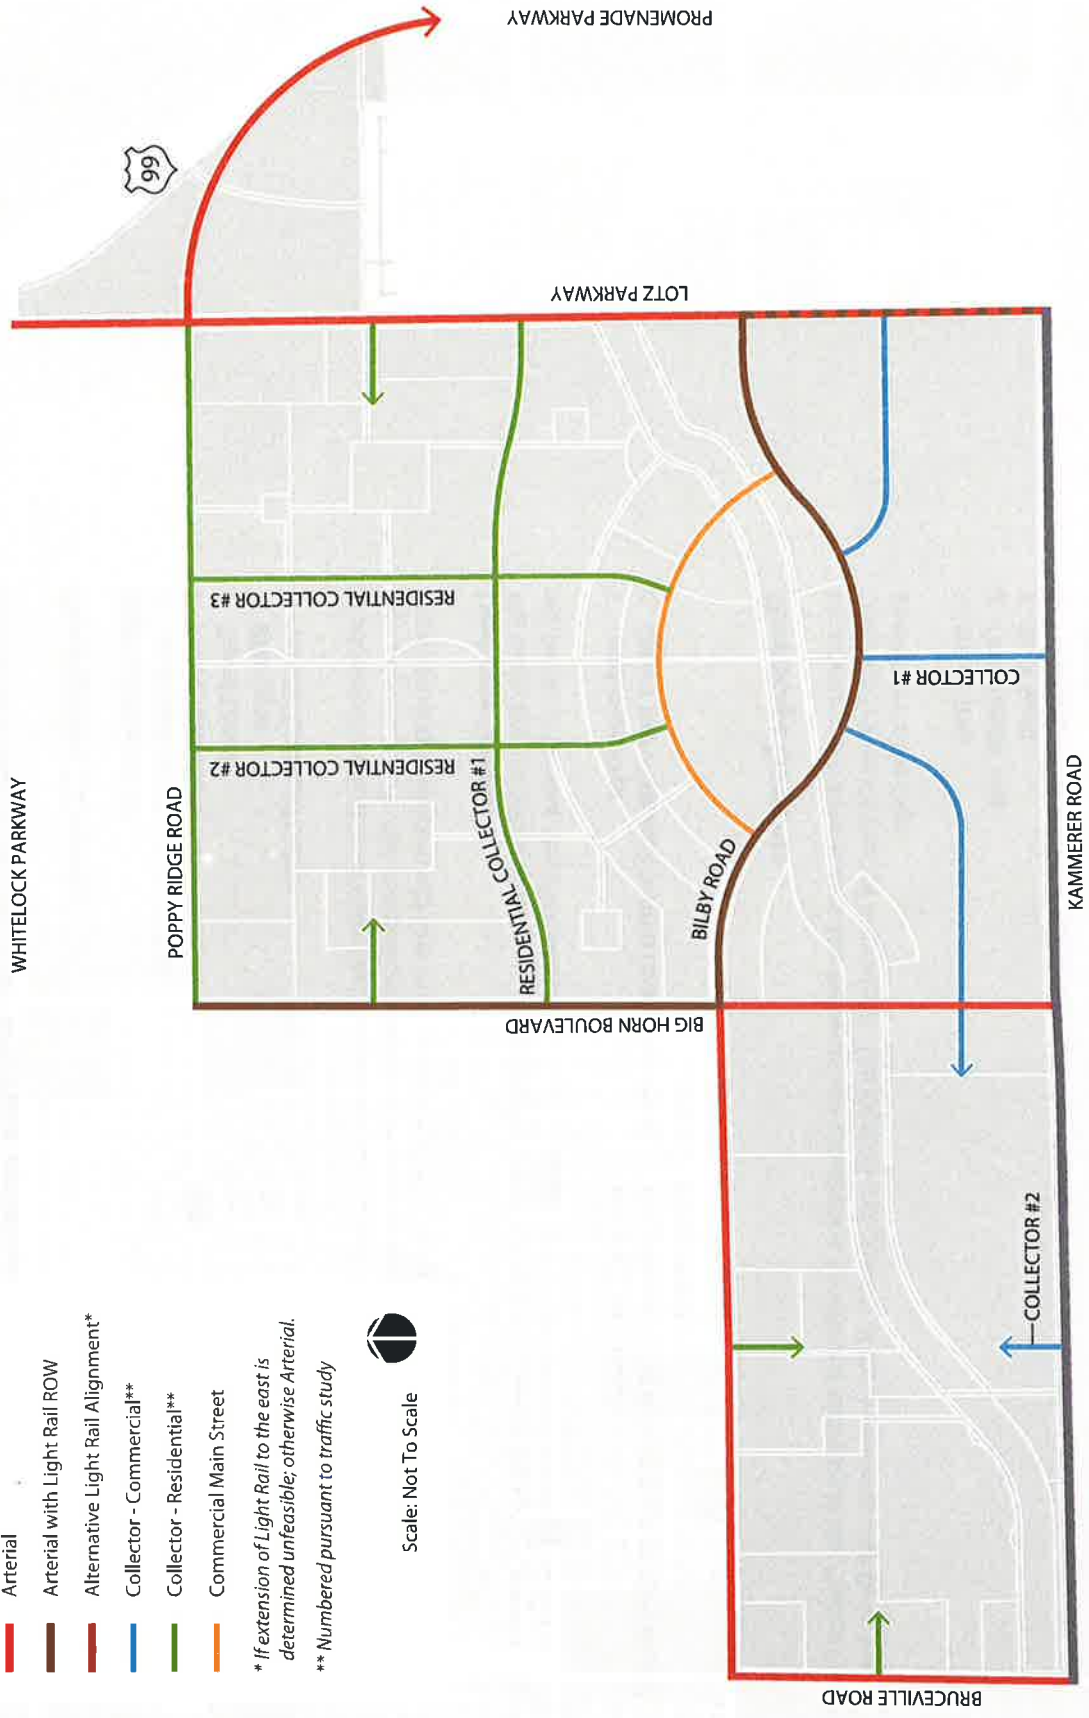 Arterial
Arterial with Light Rail ROW
Alternative Light Rail Alignment*
Collector - Commercial**
Collector - Residential**
Commercial Main Street
* If extension of Light Rail to the east is
determined unfeasible; otherwise Arterial.
** Numbered pursuant to traffic study
Scale: Not To Scale
WHITELOCK PARKWAY
POPPY RIDGE ROAD
99
PROMENADE PARKWAY
LOTZ PARKWAY
RESIDENTIAL COLLECTOR #3
RESIDENTIAL COLLECTOR #2
RESIDENTIAL COLLECTOR #1
BILBY ROAD
BIG HORN BOULEVARD
COLLECTOR #1
KAMMERER ROAD
COLLECTOR #2
BRUCEVILLE ROAD